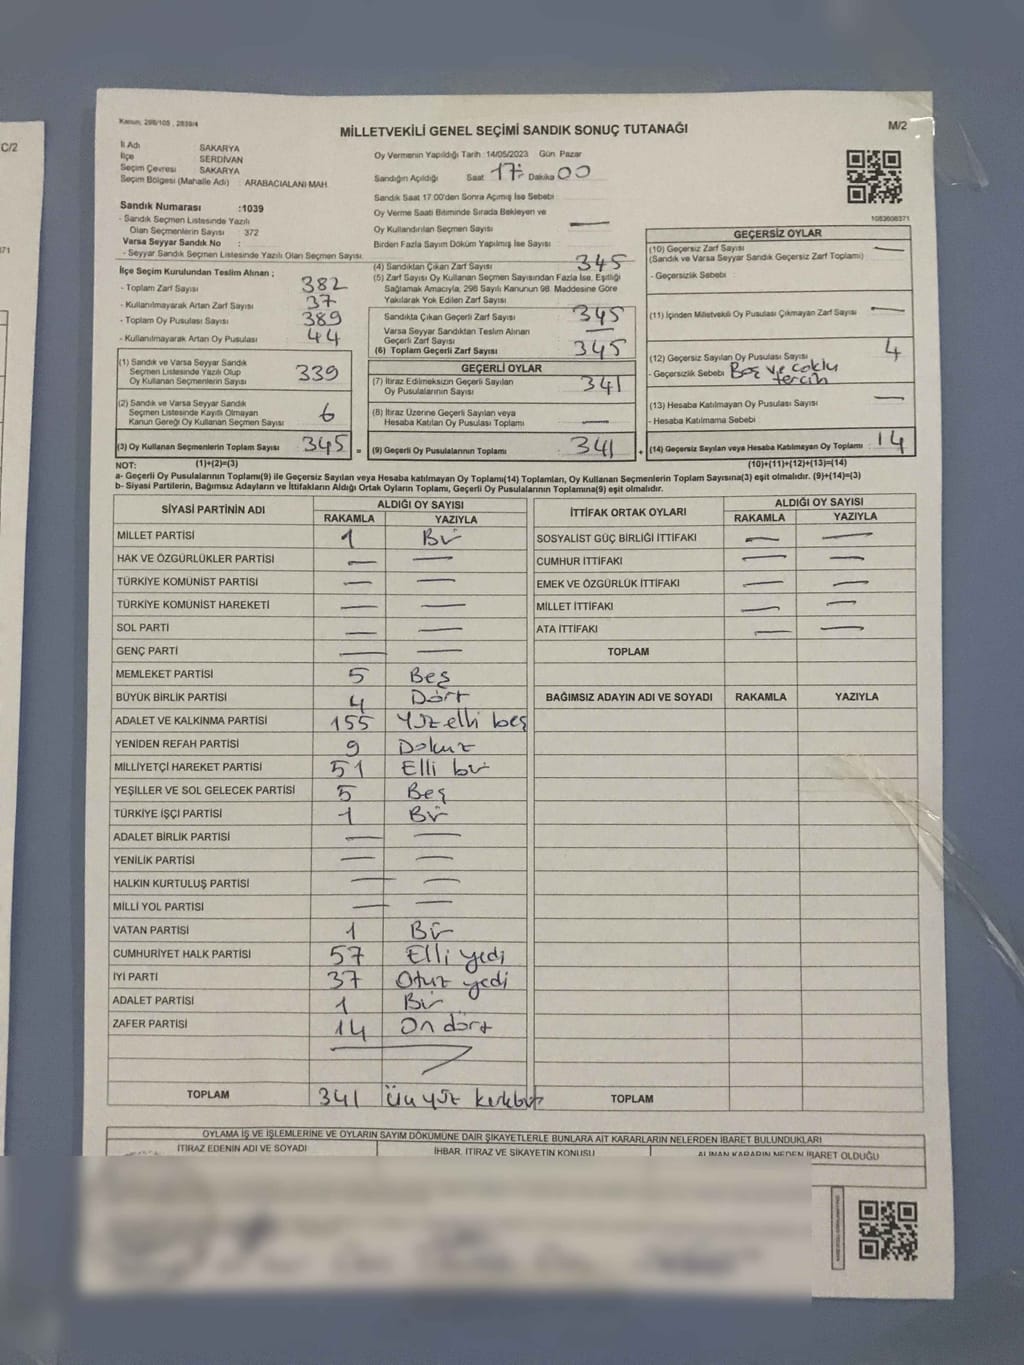 C/2
371
Kanun; 298/105 , 2839/4
MİLLETVEKİLİ GENEL SEÇİMİ SANDIK SONUÇ TUTANAĞI
M/2
İl Adı SAKARYA
İlçe SERDİVAN
Seçim Çevresi SAKARYA
Seçim Bölgesi (Mahalle Adı) : ARABACIALANI MAH.
Sandık Numarası :1039
- Sandık Seçmen Listesinde Yazılı
Olan Seçmenlerin Sayısı 372
Varsa Seyyar Sandık No :
- Seyyar Sandık Seçmen Listesinde Yazılı Olan Seçmen Sayısı
Oy Vermenin Yapıldığı Tarih :14/05/2023 Gün Pazar
Sandığın Açıldığı Saat 17: Dakika 00
Sandık Saat 17.00'den Sonra Açımış İse Sebebi
Oy Verme Saati Bitiminde Sırada Bekleyen ve
Oy Kullandırılan Seçmen Sayısı —
Birden Fazla Sayım Döküm Yapılmış İse Sayısı
1083608371
İlçe Seçim Kurulundan Teslim Alınan ;
- Toplam Zarf Sayısı 382
- Kullanılmayarak Artan Zarf Sayısı 37
- Toplam Oy Pusulası Sayısı 389
- Kullanılmayarak Artan Oy Pusulası 44
(1) Sandık ve Varsa Seyyar Sandık
Seçmen Listesinde Yazılı Olup
Oy Kullanan Seçmenlerin Sayısı 339
(2) Sandık ve Varsa Seyyar Sandık
Seçmen Listesinde Kayıtlı Olmayan
Kanun Gereği Oy Kullanan Seçmen Sayısı 6
(3) Oy Kullanan Seçmenlerin Toplam Sayısı 345 =
(4) Sandıktan Çıkan Zarf Sayısı 345
(5) Zarf Sayısı Oy Kullanan Seçmen Sayısından Fazla İse, Eşitliği
Sağlamak Amacıyla, 298 Sayılı Kanunun 98. Maddesine Göre
Yakılarak Yok Edilen Zarf Sayısı
Sandıkta Çıkan Geçerli Zarf Sayısı 345
Varsa Seyyar Sandıktan Teslim Alınan
Geçerli Zarf Sayısı —
(6) Toplam Geçerli Zarf Sayısı 345
GEÇERLİ OYLAR
(7) İtiraz Edilmeksizin Geçerli Sayılan
Oy Pusulalarının Sayısı 341
(8) İtiraz Üzerine Geçerli Sayılan veya
Hesaba Katılan Oy Pusulası Toplamı —
(9) Geçerli Oy Pusulalarının Toplamı 341 +
GEÇERSİZ OYLAR
(10) Geçersiz Zarf Sayısı —
(Sandık ve Varsa Seyyar Sandık Geçersiz Zarf Toplamı)
- Geçersizlik Sebebi
(11) İçinden Milletvekili Oy Pusulası Çıkmayan Zarf Sayısı —
(12) Geçersiz Sayılan Oy Pusulası Sayısı 4
- Geçersizlik Sebebi Boş ve çoklu
tercih
(13) Hesaba Katılmayan Oy Pusulası Sayısı —
- Hesaba Katılmama Sebebi
(14) Geçersiz Sayılan veya Hesaba Katılmayan Oy Toplamı 14
NOT: (1)+(2)=(3) (10)+(11)+(12)+(13)=(14)
a- Geçerli Oy Pusulalarının Toplamı(9) ile Geçersiz Sayılan veya Hesaba katılmayan Oy Toplamı(14) Toplamları, Oy Kullanan Seçmenlerin Toplam Sayısına(3) eşit olmalıdır. (9)+(14)=(3)
b- Siyasi Partilerin, Bağımsız Adayların ve İttifakların Aldığı Ortak Oyların Toplamı, Geçerli Oy Pusulalarının Toplamına(9) eşit olmalıdır.
SİYASİ PARTİNİN ADI ALDIĞI OY SAYISI
RAKAMLA YAZIYLA
MİLLET PARTİSİ 1 Bir
HAK VE ÖZGÜRLÜKLER PARTİSİ — —
TÜRKİYE KOMÜNİST PARTİSİ — —
TÜRKİYE KOMÜNİST HAREKETİ — —
SOL PARTİ — —
GENÇ PARTİ — —
MEMLEKET PARTİSİ 5 Beş
BÜYÜK BİRLİK PARTİSİ 4 Dört
ADALET VE KALKINMA PARTİSİ 155 Yüz elli beş
YENİDEN REFAH PARTİSİ 9 Dokuz
MİLLİYETÇİ HAREKET PARTİSİ 51 Elli bir
YEŞİLLER VE SOL GELECEK PARTİSİ 5 Beş
TÜRKİYE İŞÇİ PARTİSİ 1 Bir
ADALET BİRLİK PARTİSİ — —
YENİLİK PARTİSİ — —
HALKIN KURTULUŞ PARTİSİ — —
MİLLİ YOL PARTİSİ — —
VATAN PARTİSİ 1 Bir
CUMHURİYET HALK PARTİSİ 57 Elli yedi
İYİ PARTİ 37 Otuz yedi
ADALET PARTİSİ 1 Bir
ZAFER PARTİSİ 14 On dört
TOPLAM 341 Üç yüz kırkbir
İTTİFAK ORTAK OYLARI ALDIĞI OY SAYISI
RAKAMLA YAZIYLA
SOSYALİST GÜÇ BİRLİĞİ İTTİFAKI — —
CUMHUR İTTİFAKI — —
EMEK VE ÖZGÜRLÜK İTTİFAKI — —
MİLLET İTTİFAKI — —
ATA İTTİFAKI — —
TOPLAM
BAĞIMSIZ ADAYIN ADI VE SOYADI RAKAMLA YAZIYLA
TOPLAM
OYLAMA İŞ VE İŞLEMLERİNE VE OYLARIN SAYIM DÖKÜMÜNE DAİR ŞİKAYETLERLE BUNLARA AİT KARARLARIN NELERDEN İBARET BULUNDUKLARI
İTİRAZ EDENİN ADI VE SOYADI İHBAR, İTİRAZ VE ŞİKAYETİN KONUSU ALINAN KARARIN NEDEN İBARET OLDUĞU